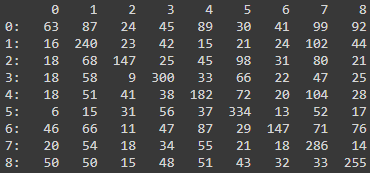 0 1 2 3 4 5 6 7 8
0: 63 87 24 45 89 30 41 99 92
1: 16 240 23 42 15 21 24 102 44
2: 18 68 147 25 45 98 31 80 21
3: 18 58 9 300 33 66 22 47 25
4: 18 51 41 38 182 72 20 104 28
5: 6 15 31 56 37 334 13 52 17
6: 46 66 11 47 87 29 147 71 76
7: 20 54 18 34 55 21 18 286 14
8: 50 50 15 48 51 43 32 33 255